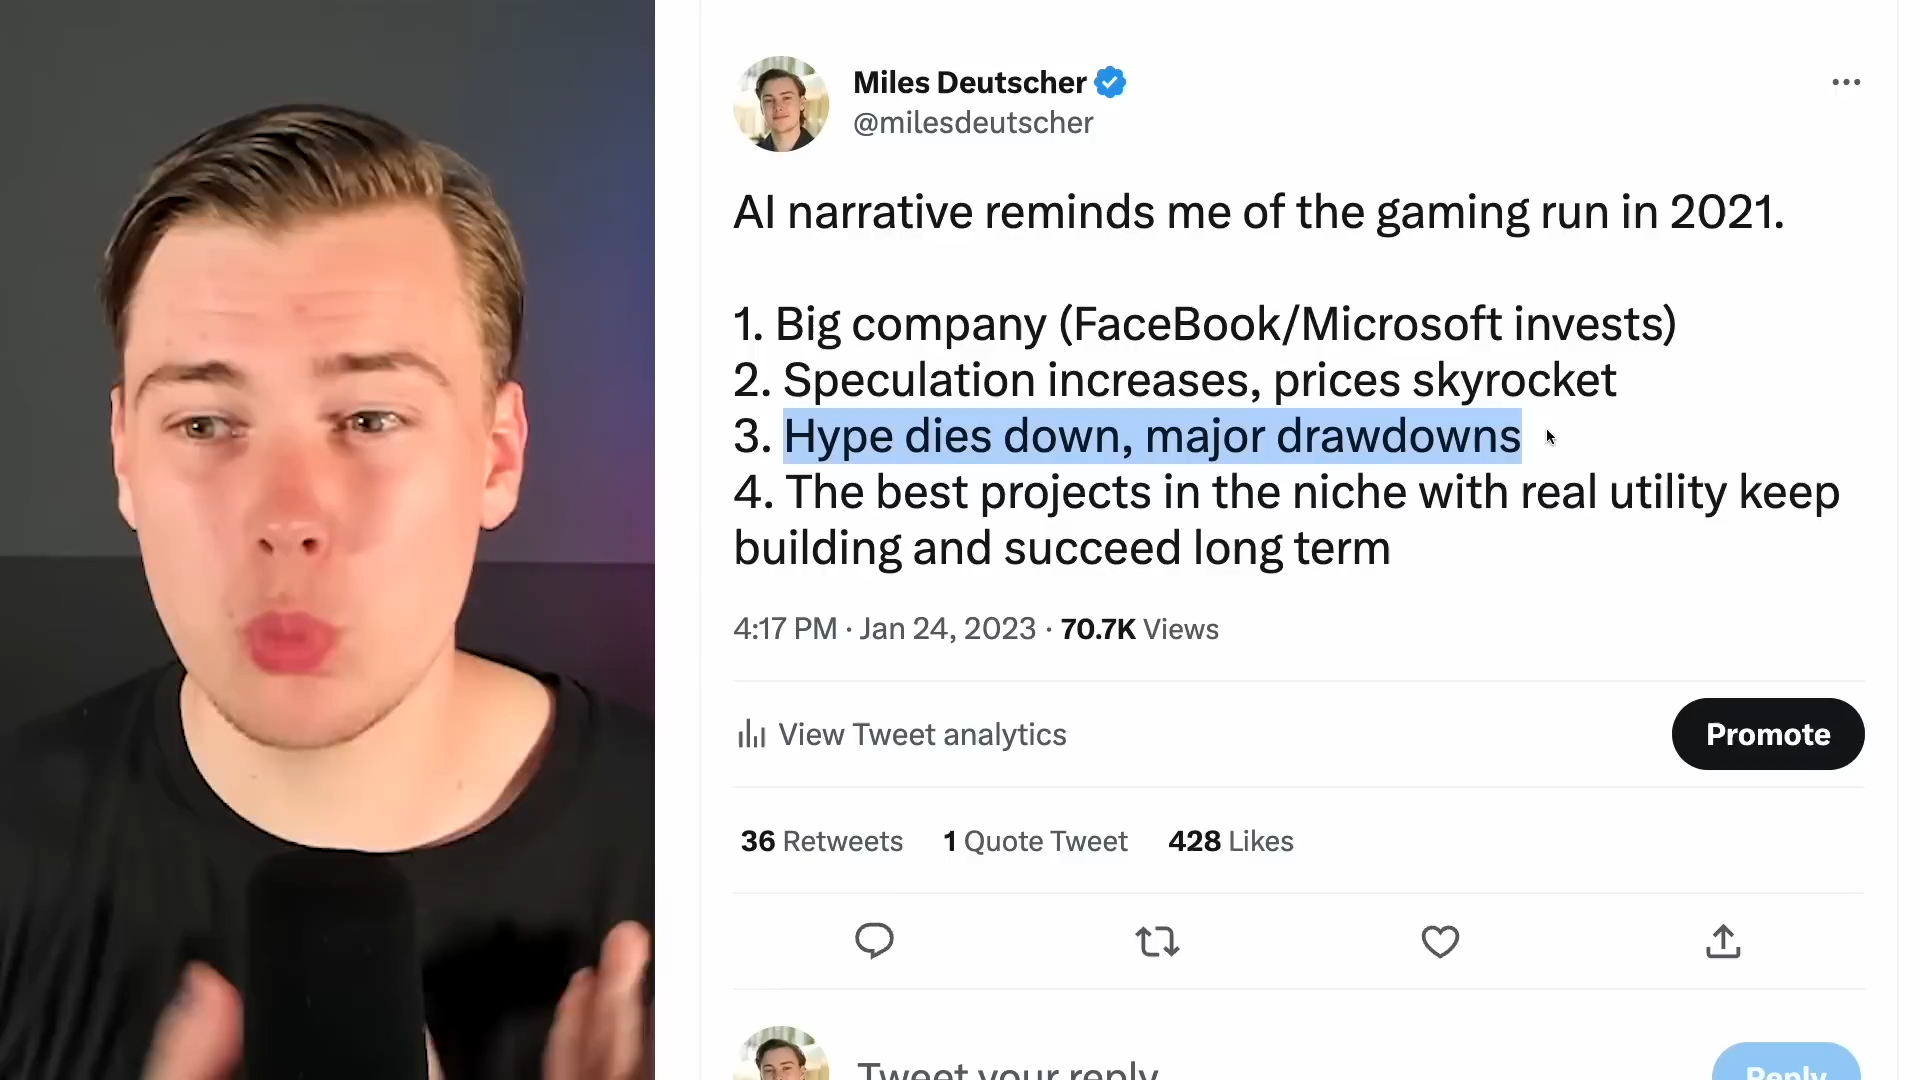 Miles Deutscher
@milesdeutscher
AI narrative reminds me of the gaming run in 2021.
1. Big company (FaceBook/Microsoft invests)
2. Speculation increases, prices skyrocket
3. Hype dies down, major drawdowns
4. The best projects in the niche with real utility keep
building and succeed long term
4:17 PM · Jan 24, 2023 · 70.7K Views
View Tweet analytics
Promote
36 Retweets 1 Quote Tweet 428 Likes
Tweet your reply
Reply